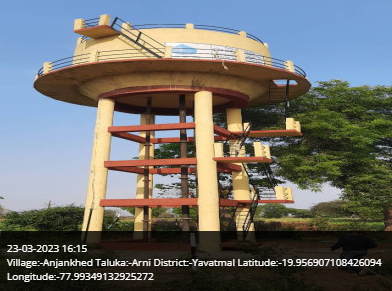 23-03-2023 16:15
Village:-Anjankhed Taluka:-Arni District:-Yavatmal Latitude:-19.956907108426094
Longitude:-77.99349132925272